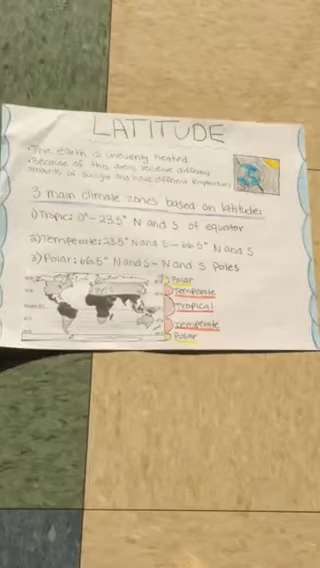 LATITUDE
• The earth is unevenly heated
• Because of this areas receive different
amounts of sunlight and have different temperatures
3 main climate zones based on latitude:
1) Tropic: 0° - 23.5° N and S of equator
2) Temperate: 23.5° N and S - 66.5° N and S
3) Polar: 66.5° N and S - N and S Poles
Polar
Temperate
Tropical
Temperate
Polar